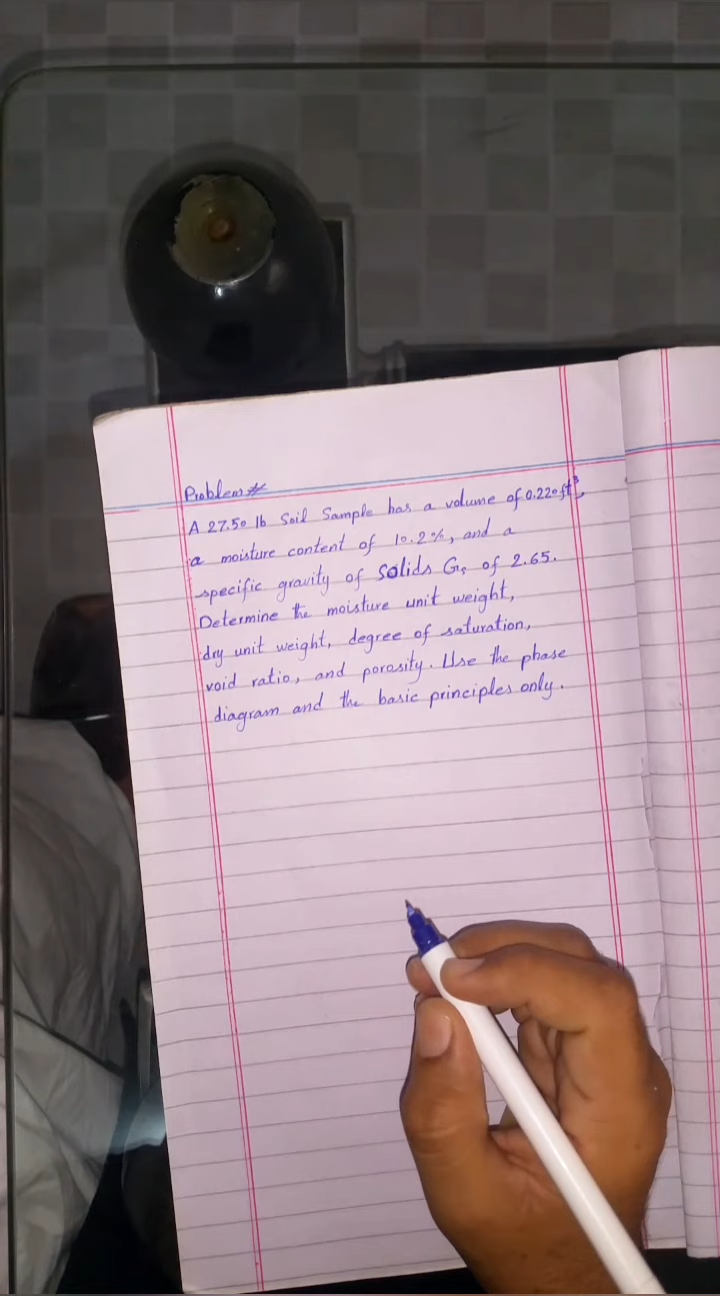 Problem #
A 27.50 lb Soil Sample has a volume of 0.220 ft³,
a moisture content of 10.2%, and a
specific gravity of solids Gs of 2.65.
Determine the moisture unit weight,
dry unit weight, degree of saturation,
void ratio, and porosity. Use the phase
diagram and the basic principles only.